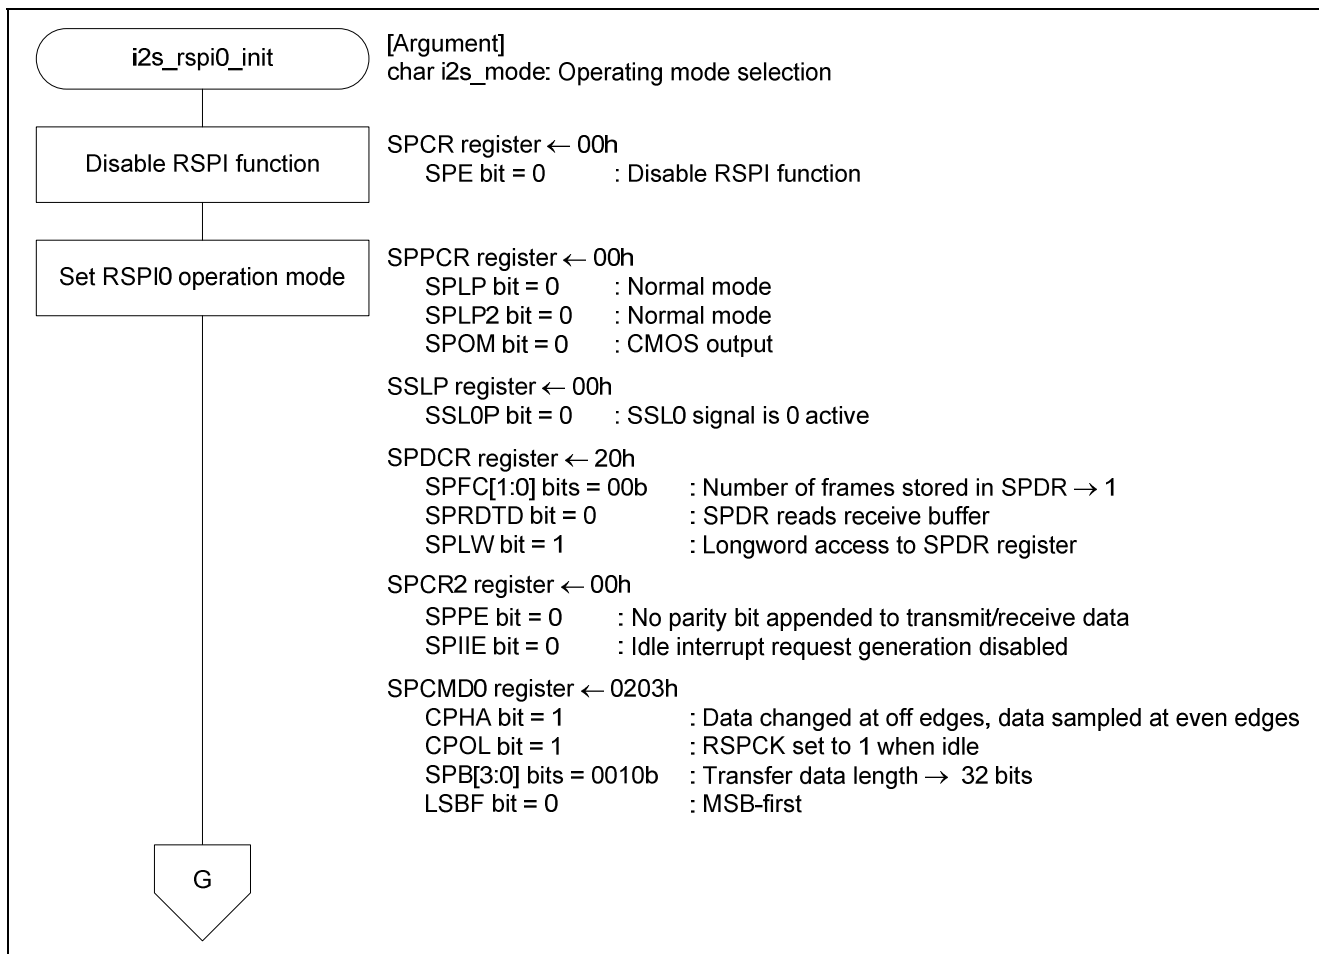 i2s_rspi0_init
[Argument]
char i2s_mode: Operating mode selection
Disable RSPI function
SPCR register ← 00h
SPE bit = 0 : Disable RSPI function
Set RSPI0 operation mode
SPPCR register ← 00h
SPLP bit = 0 : Normal mode
SPLP2 bit = 0 : Normal mode
SPOM bit = 0 : CMOS output
SSLP register ← 00h
SSL0P bit = 0 : SSL0 signal is 0 active
SPDCR register ← 20h
SPFC[1:0] bits = 00b : Number of frames stored in SPDR → 1
SPRDTD bit = 0 : SPDR reads receive buffer
SPLW bit = 1 : Longword access to SPDR register
SPCR2 register ← 00h
SPPE bit = 0 : No parity bit appended to transmit/receive data
SPIIE bit = 0 : Idle interrupt request generation disabled
SPCMD0 register ← 0203h
CPHA bit = 1 : Data changed at off edges, data sampled at even edges
CPOL bit = 1 : RSPCK set to 1 when idle
SPB[3:0] bits = 0010b : Transfer data length → 32 bits
LSBF bit = 0 : MSB-first
G